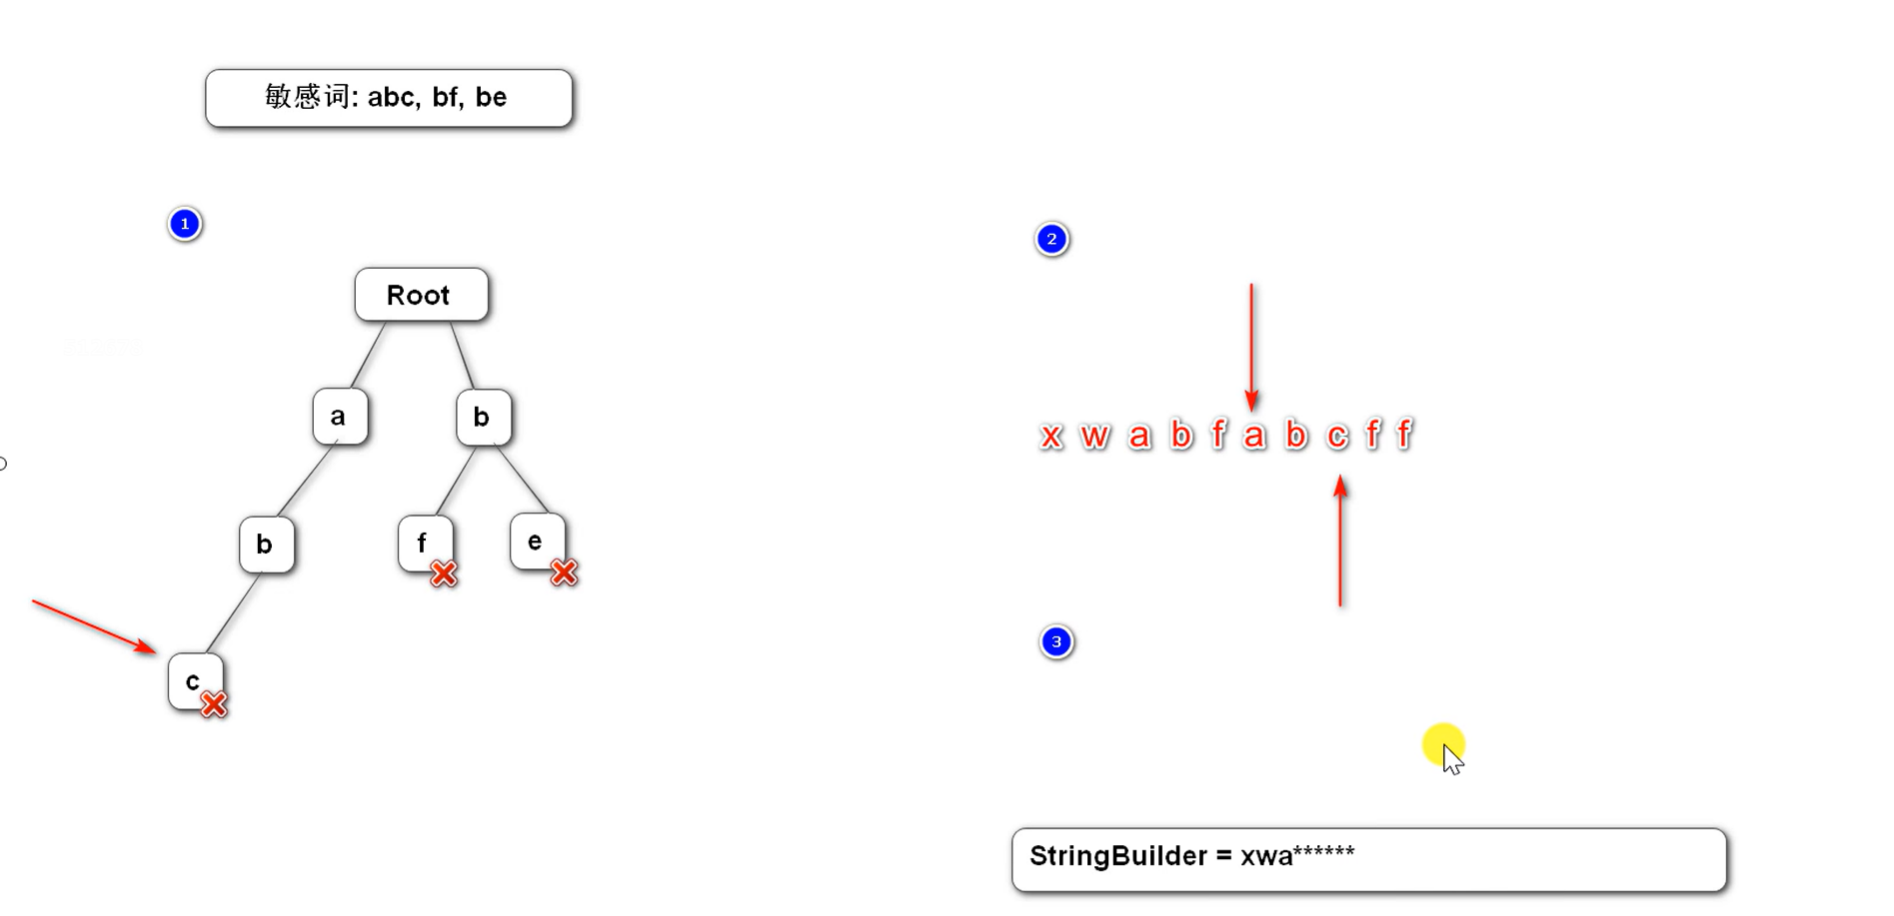 敏感词: abc, bf, be
1
Root
a
b
b
f
e
c
2
x w a b f a b c f f
3
StringBuilder = xwa******